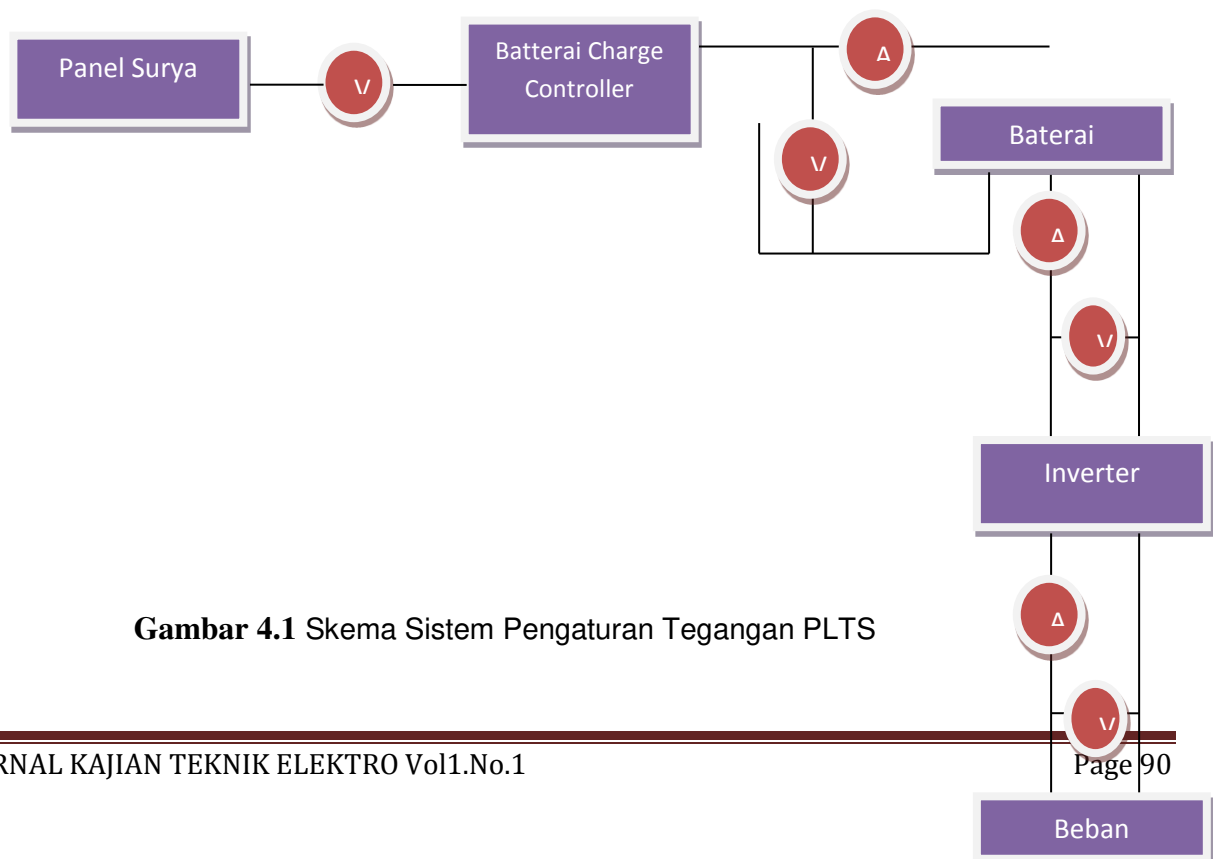 Panel Surya
V
Batterai Charge
Controller
A
V
Baterai
A
V
Inverter
A
V
Gambar 4.1 Skema Sistem Pengaturan Tegangan PLTS
RNAL KAJIAN TEKNIK ELEKTRO Vol1.No.1
Page 90
Beban